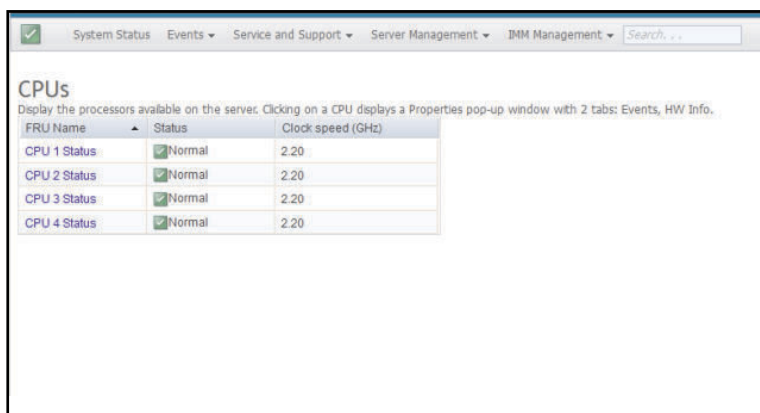 System Status Events Service and Support Server Management IMM Management Search. . .
CPUs
Display the processors available on the server. Clicking on a CPU displays a Properties pop-up window with 2 tabs: Events, HW Info.
FRU Name Status Clock speed (GHz)
CPU 1 Status Normal 2.20
CPU 2 Status Normal 2.20
CPU 3 Status Normal 2.20
CPU 4 Status Normal 2.20